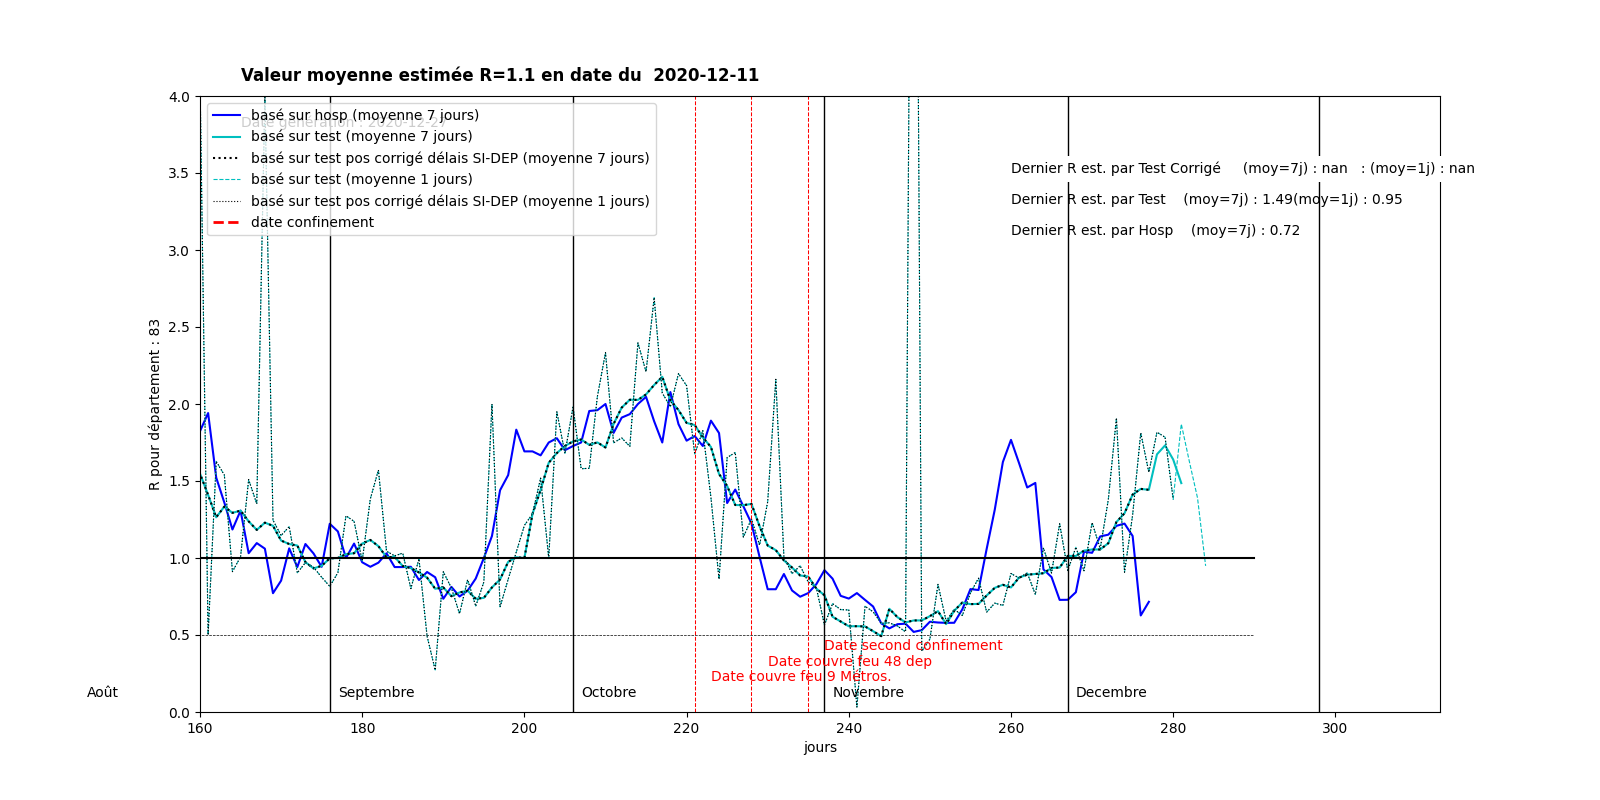 Valeur moyenne estimée R=1.1 en date du  2020-12-11
Date génération : 2020-12-27
basé sur hosp (moyenne 7 jours)
basé sur test (moyenne 7 jours)
basé sur test pos corrigé délais SI-DEP (moyenne 7 jours)
basé sur test (moyenne 1 jours)
basé sur test pos corrigé délais SI-DEP (moyenne 1 jours)
date confinement
Dernier R est. par Test Corrigé     (moy=7j) : nan   : (moy=1j) : nan
Dernier R est. par Test    (moy=7j) : 1.49(moy=1j) : 0.95
Dernier R est. par Hosp    (moy=7j) : 0.72
R pour département : 83
4.0
3.5
3.0
2.5
2.0
1.5
1.0
0.5
0.0
Date second confinement
Date couvre feu 48 dep
Date couvre feu 9 Métros.
Août
Septembre
Octobre
Novembre
Decembre
160 180 200 220 240 260 280 300
jours